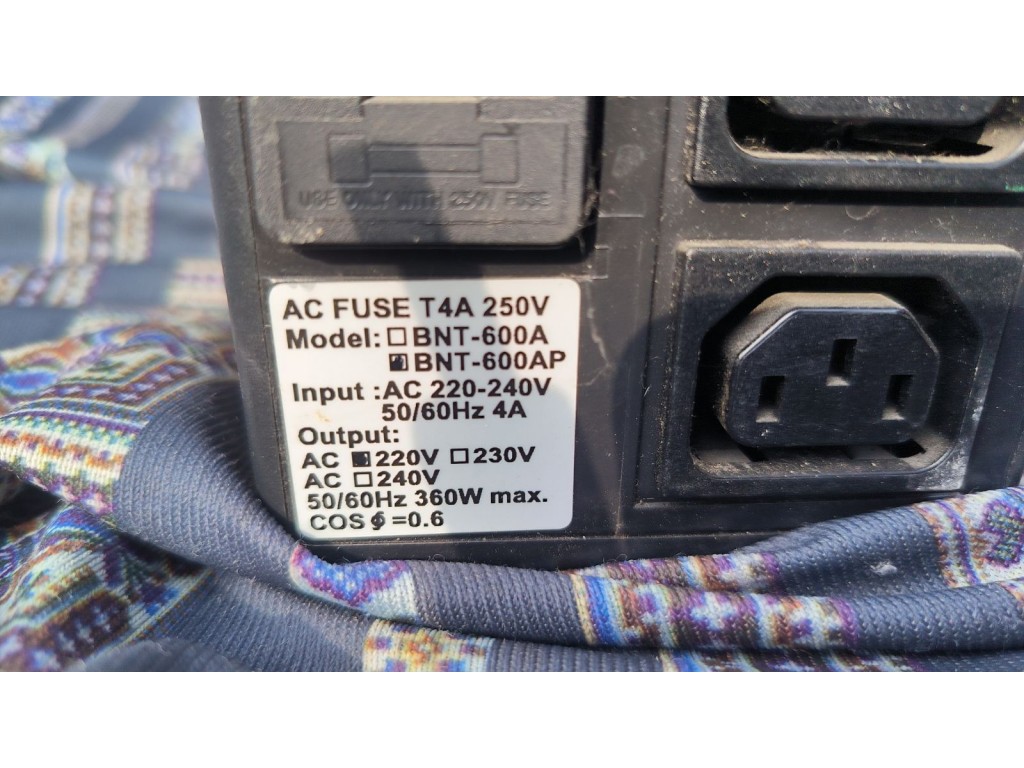 USE ONLY WITH 250V FUSE
AC FUSE T4A 250V
Model: ☐BNT-600A
■BNT-600AP
Input :AC 220-240V
50/60Hz 4A
Output:
AC ■220V ☐230V
AC ☐240V
50/60Hz 360W max.
COS ϕ=0.6